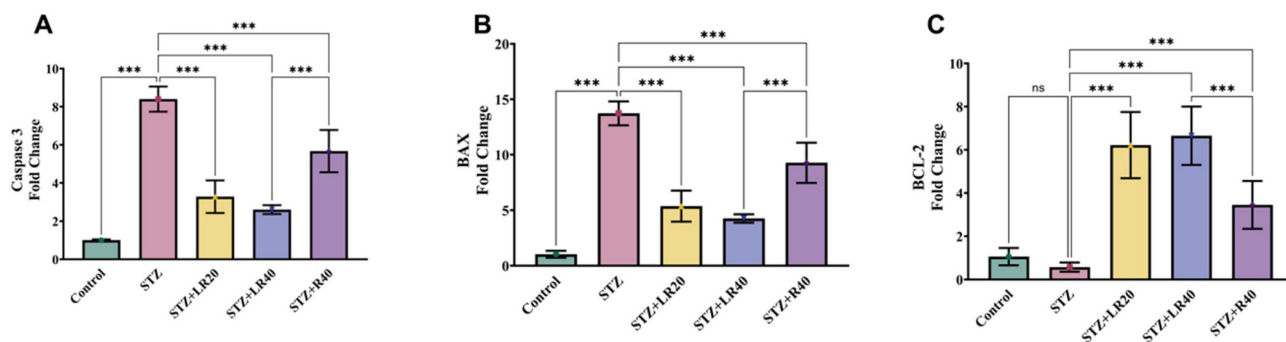 A
***
***
***
***
***
Caspase 3
Fold Change
10
8
6
4
2
0
Control
STZ
STZ+LR20
STZ+LR40
STZ+R40
B
***
***
***
***
***
BAX
Fold Change
20
15
10
5
0
Control
STZ
STZ+LR20
STZ+LR40
STZ+R40
C
***
***
ns
***
***
BCL-2
Fold Change
10
8
6
4
2
0
Control
STZ
STZ+LR20
STZ+LR40
STZ+R40